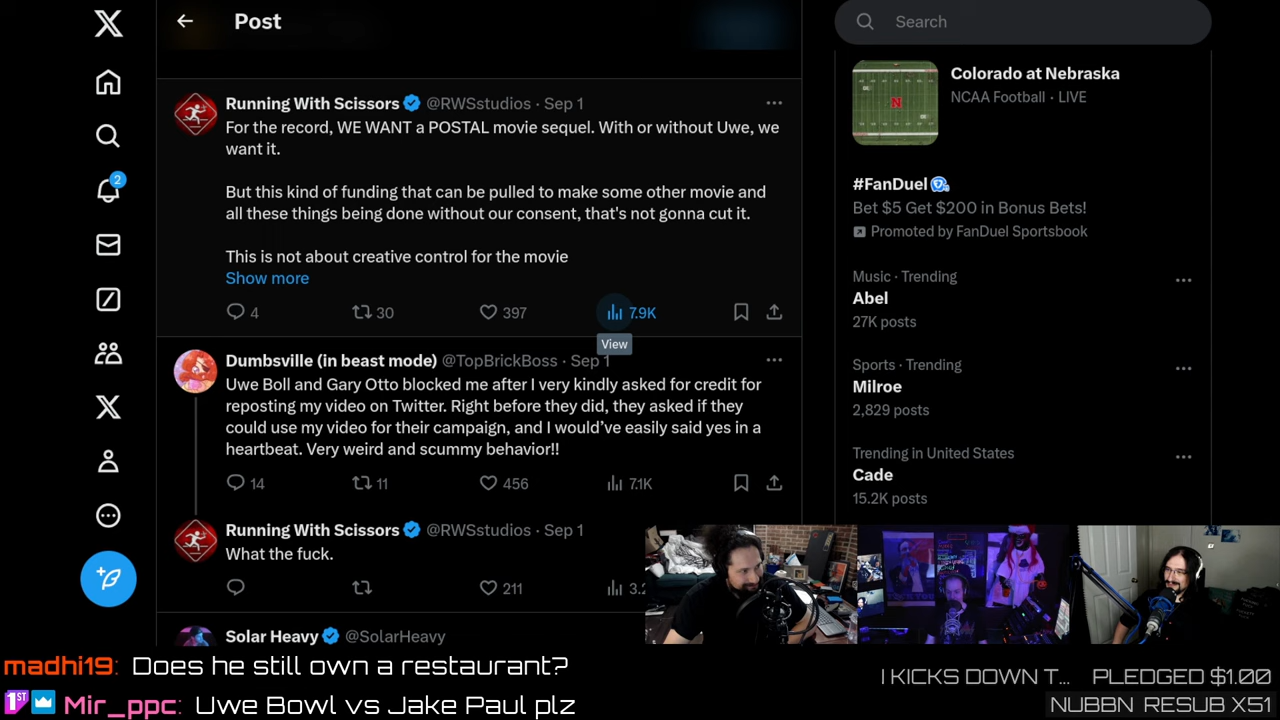 Post
Search
Running With Scissors @RWSstudios · Sep 1
For the record, WE WANT a POSTAL movie sequel. With or without Uwe, we
want it.
But this kind of funding that can be pulled to make some other movie and
all these things being done without our consent, that's not gonna cut it.
This is not about creative control for the movie
Show more
4 30 397 7.9K
View
Dumbsville (in beast mode) @TopBrickBoss · Sep 1
Uwe Boll and Gary Otto blocked me after I very kindly asked for credit for
reposting my video on Twitter. Right before they did, they asked if they
could use my video for their campaign, and I would've easily said yes in a
heartbeat. Very weird and scummy behavior!!
14 11 456 7.1K
Running With Scissors @RWSstudios · Sep 1
What the fuck.
211 3.2
Solar Heavy @SolarHeavy
2
Colorado at Nebraska
NCAA Football · LIVE
N
#FanDuel
Bet $5 Get $200 in Bonus Bets!
Promoted by FanDuel Sportsbook
Music · Trending
Abel
27K posts
Sports · Trending
Milroe
2,829 posts
Trending in United States
Cade
15.2K posts
madhi19: Does he still own a restaurant?
1ST Mir_ppc: Uwe Bowl vs Jake Paul plz
I KICKS DOWN T... PLEDGED $1.00
NUBBN RESUB X51